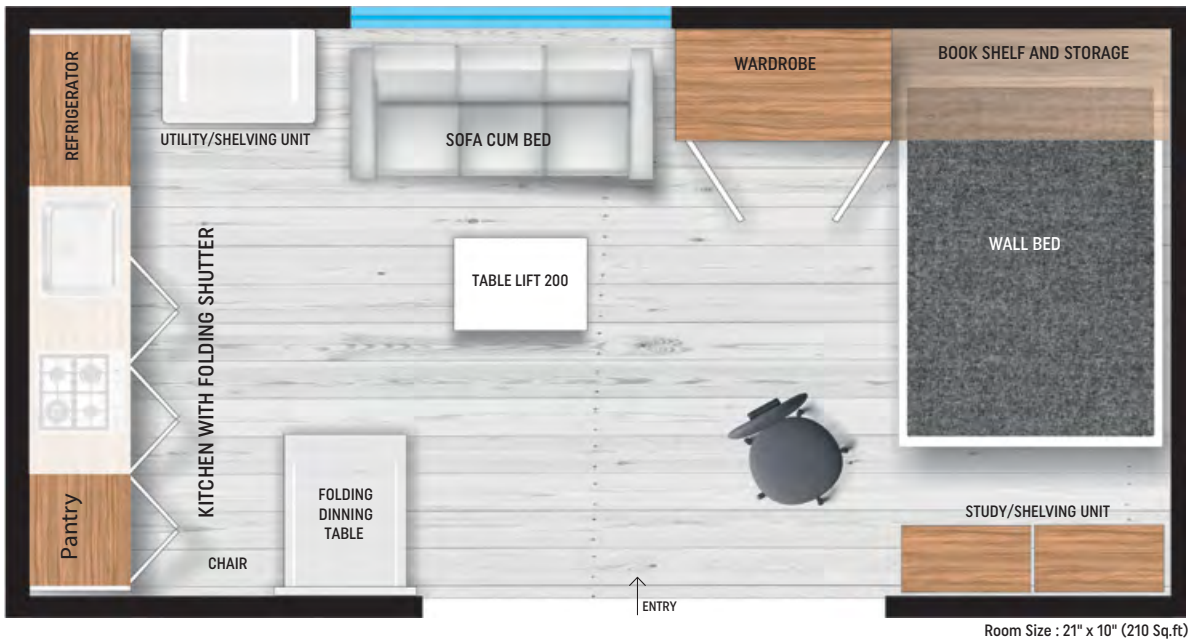 REFRIGERATOR
UTILITY/SHELVING UNIT
SOFA CUM BED
WARDROBE
BOOK SHELF AND STORAGE
WALL BED
TABLE LIFT 200
KITCHEN WITH FOLDING SHUTTER
Pantry
CHAIR
FOLDING
DINNING
TABLE
STUDY/SHELVING UNIT
ENTRY
Room Size : 21" x 10" (210 Sq.ft)